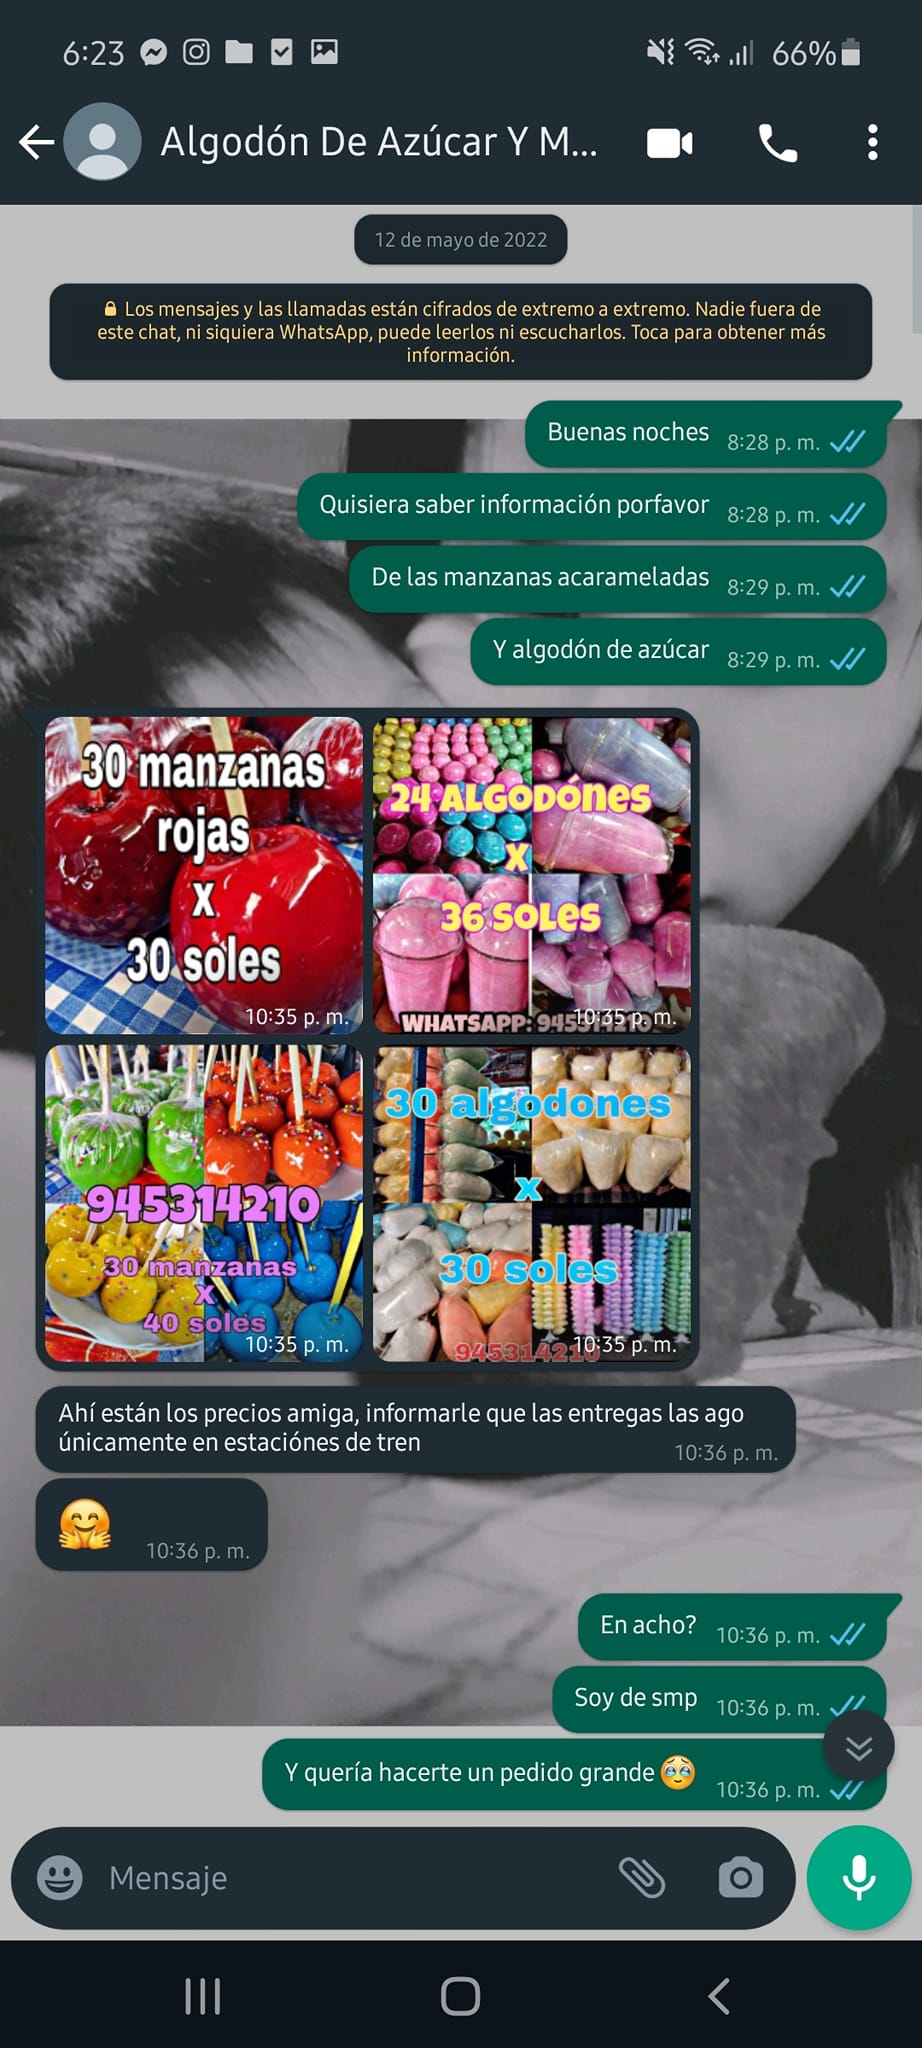 6:23
66%
Algodón De Azúcar Y M...
12 de mayo de 2022
Los mensajes y las llamadas están cifrados de extremo a extremo. Nadie fuera de
este chat, ni siquiera WhatsApp, puede leerlos ni escucharlos. Toca para obtener más
información.
Buenas noches 8:28 p. m.
Quisiera saber información porfavor 8:28 p. m.
De las manzanas acarameladas 8:29 p. m.
Y algodón de azúcar 8:29 p. m.
30 manzanas
rojas
x
30 soles
10:35 p. m.
24 ALGODÓNES
X
36 SOLES
WHATSAPP:
10:35 p. m.
945314210
30 manzanas
X
40 soles
10:35 p. m.
30 algodones
x
30 soles
945314210
10:35 p. m.
Ahí están los precios amiga, informarle que las entregas las ago
únicamente en estaciónes de tren
10:36 p. m.
10:36 p. m.
En acho? 10:36 p. m.
Soy de smp 10:36 p. m.
Y quería hacerte un pedido grande 10:36 p. m.
Mensaje